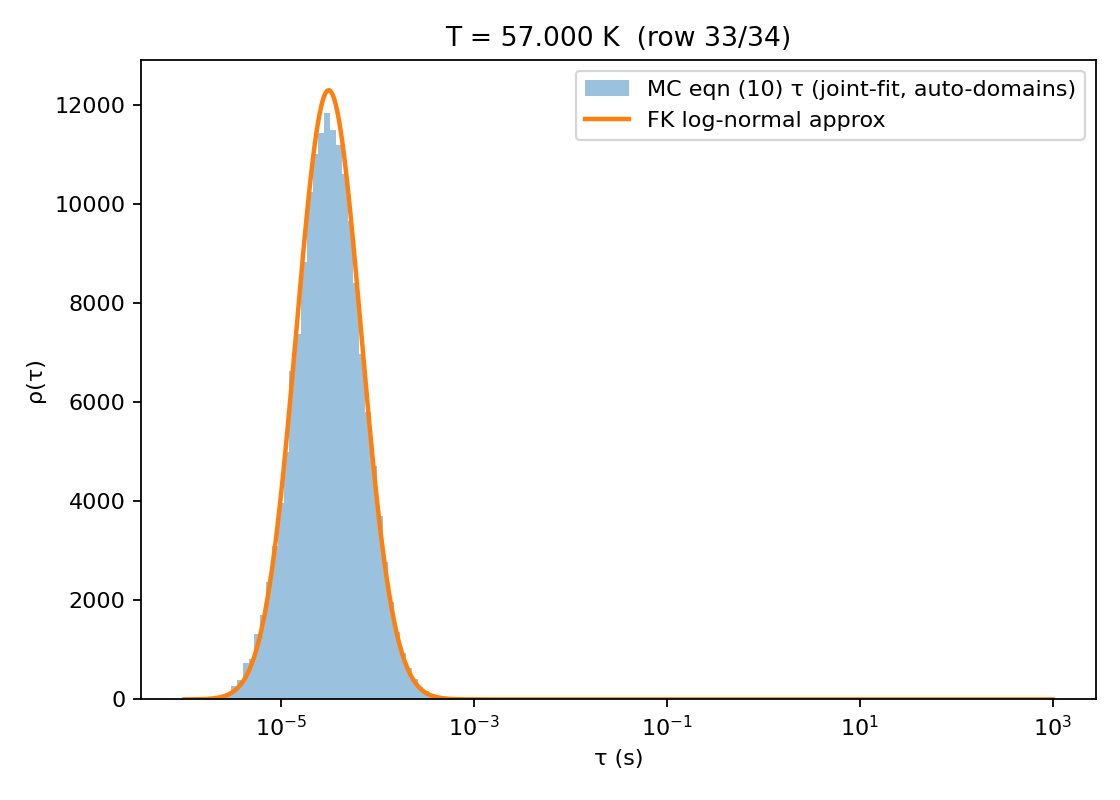 T = 57.000 K  (row 33/34)
MC eqn (10) τ (joint-fit, auto-domains)
FK log-normal approx
12000
10000
8000
6000
4000
2000
0
ρ(τ)
10⁻⁵
10⁻³
10⁻¹
10¹
10³
τ (s)